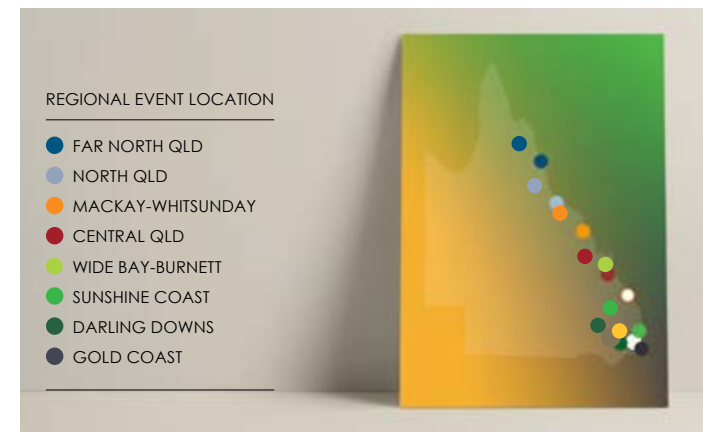 REGIONAL EVENT LOCATION
FAR NORTH QLD
NORTH QLD
MACKAY-WHITSUNDAY
CENTRAL QLD
WIDE BAY-BURNETT
SUNSHINE COAST
DARLING DOWNS
GOLD COAST